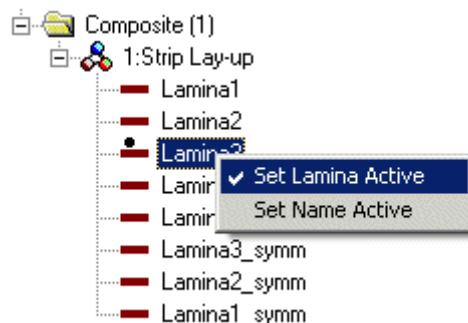 Composite (1)
1:Strip Lay-up
Lamina1
Lamina2
Set Lamina Active
Set Name Active
Lamina3_symm
Lamina2_symm
Lamina1_symm